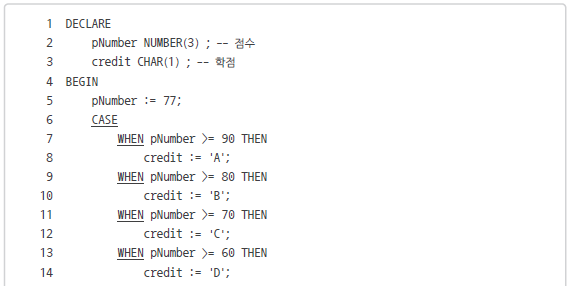 1 DECLARE
2 pNumber NUMBER(3) ; -- 점수
3 credit CHAR(1) ; -- 학점
4 BEGIN
5 pNumber := 77;
6 CASE
7 WHEN pNumber >= 90 THEN
8 credit := 'A';
9 WHEN pNumber >= 80 THEN
10 credit := 'B';
11 WHEN pNumber >= 70 THEN
12 credit := 'C';
13 WHEN pNumber >= 60 THEN
14 credit := 'D';